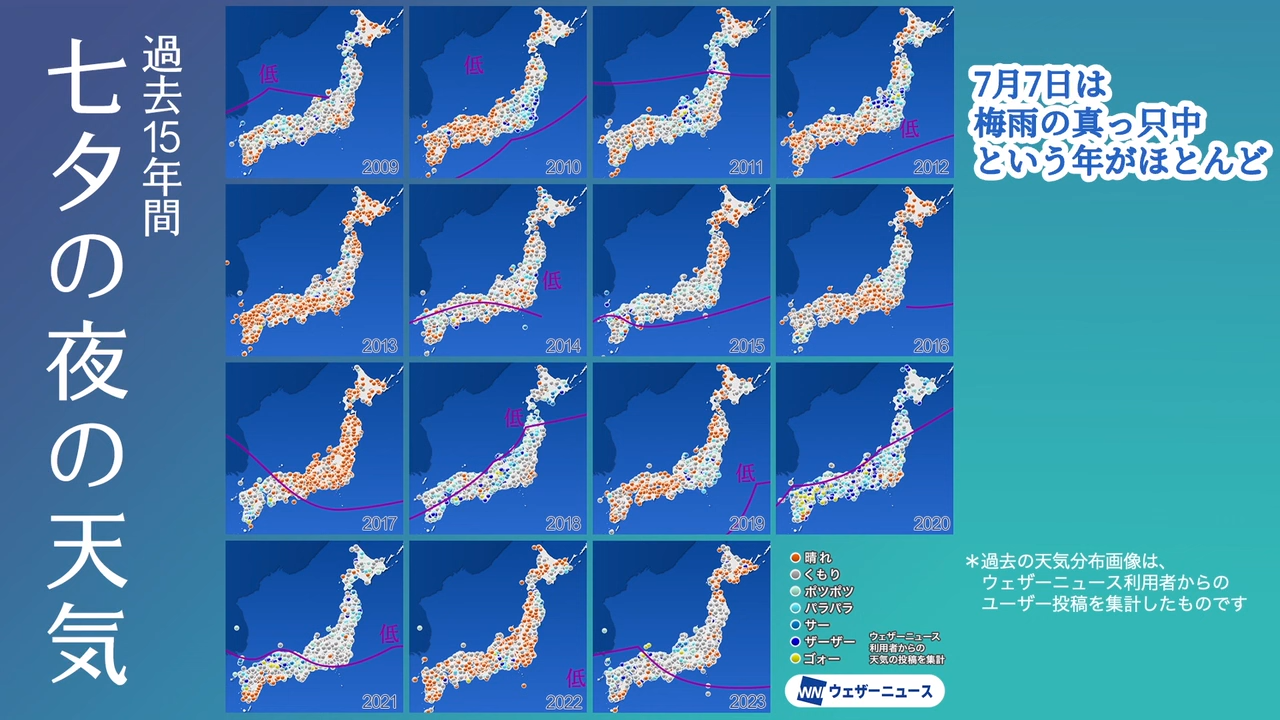 過去15年間
七夕の夜の天気
低
2009
低
2010
2011
低
2012
2013
低
2014
2015
2016
2017
低
2018
低
2019
2020
低
2021
低
2022
2023
7月7日は
梅雨の真っ只中
という年がほとんど
晴れ
くもり
ポツポツ
パラパラ
サー
ザーザー
ゴォー
ウェザーニュース
利用者からの
天気の投稿を集計
WN ウェザーニュース
＊過去の天気分布画像は、
ウェザーニュース利用者からの
ユーザー投稿を集計したものです